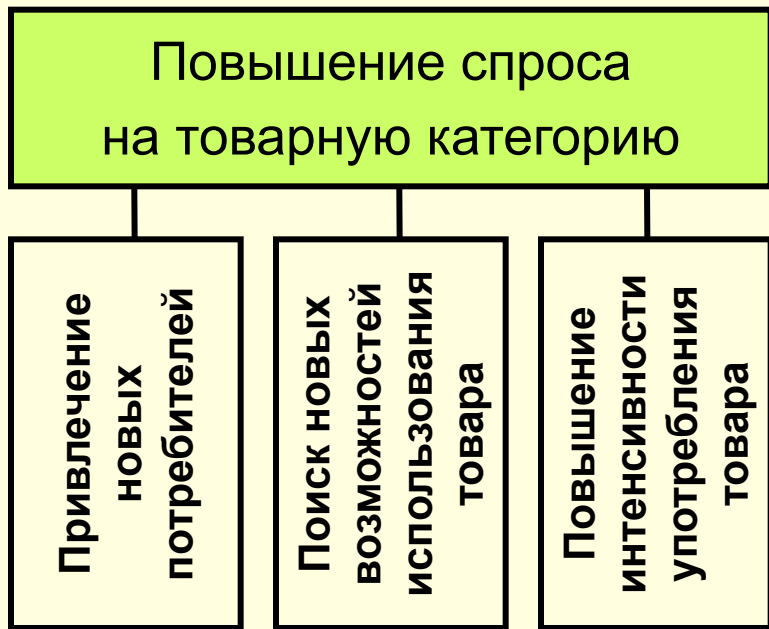 Повышение спроса
на товарную категорию
Привлечение
новых
потребителей
Поиск новых
возможностей
использования
товара
Повышение
интенсивности
употребления
товара